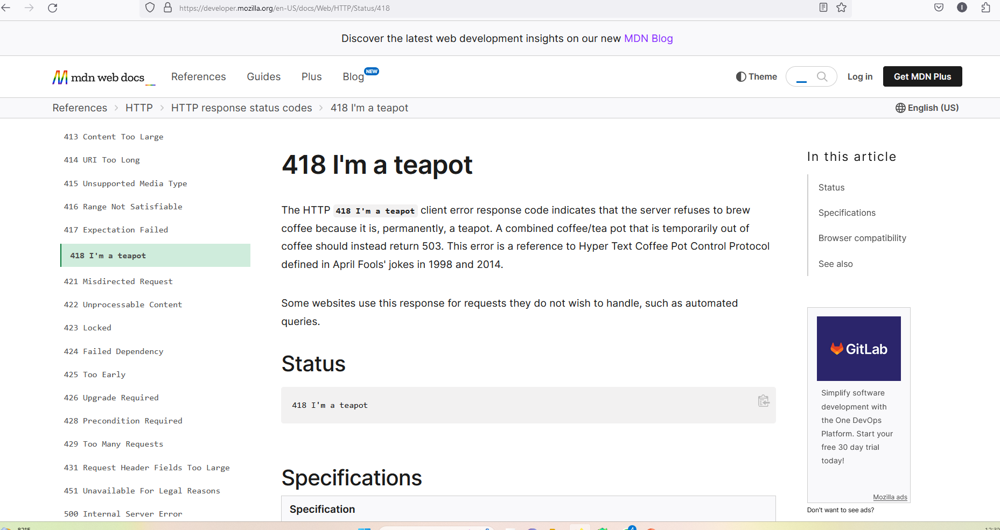 https://developer.mozilla.org/en-US/docs/Web/HTTP/Status/418
Discover the latest web development insights on our new MDN Blog
mdn web docs
References
Guides
Plus
Blog
NEW
Theme
Log in
Get MDN Plus
References
HTTP
HTTP response status codes
418 I'm a teapot
English (US)
413 Content Too Large
414 URI Too Long
415 Unsupported Media Type
416 Range Not Satisfiable
417 Expectation Failed
418 I'm a teapot
421 Misdirected Request
422 Unprocessable Content
423 Locked
424 Failed Dependency
425 Too Early
426 Upgrade Required
428 Precondition Required
429 Too Many Requests
431 Request Header Fields Too Large
451 Unavailable For Legal Reasons
500 Internal Server Error
418 I'm a teapot
The HTTP 418 I'm a teapot client error response code indicates that the server refuses to brew
coffee because it is, permanently, a teapot. A combined coffee/tea pot that is temporarily out of
coffee should instead return 503. This error is a reference to Hyper Text Coffee Pot Control Protocol
defined in April Fools' jokes in 1998 and 2014.
Some websites use this response for requests they do not wish to handle, such as automated
queries.
Status
418 I'm a teapot
Specifications
Specification
In this article
Status
Specifications
Browser compatibility
See also
GitLab
Simplify software
development with
the One DevOps
Platform. Start your
free 30 day trial
today!
Mozilla ads
Don't want to see ads?